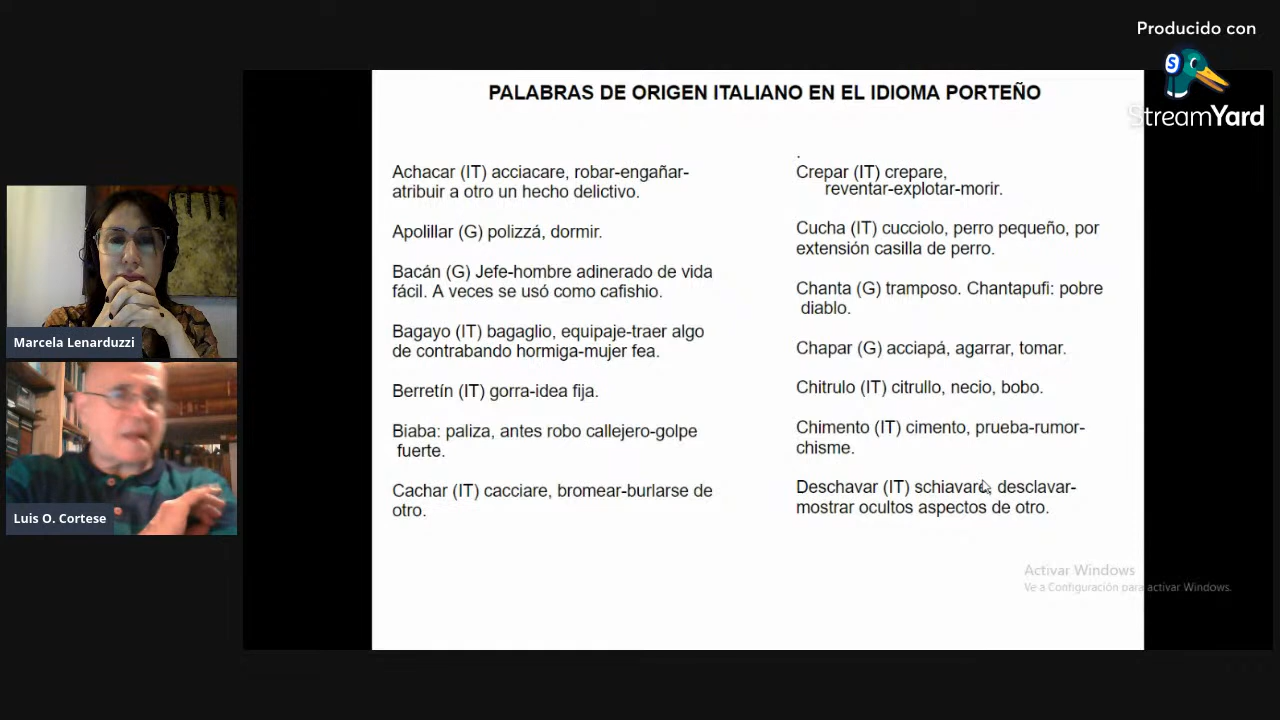 Producido con
StreamYard
PALABRAS DE ORIGEN ITALIANO EN EL IDIOMA PORTEÑO
Achacar (IT) acciacare, robar-engañar-
atribuir a otro un hecho delictivo.
Apolillar (G) polizzá, dormir.
Bacán (G) Jefe-hombre adinerado de vida
fácil. A veces se usó como cafishio.
Bagayo (IT) bagaglio, equipaje-traer algo
de contrabando hormiga-mujer fea.
Berretín (IT) gorra-idea fija.
Biaba: paliza, antes robo callejero-golpe
fuerte.
Cachar (IT) cacciare, bromear-burlarse de
otro.
.
Crepar (IT) crepare,
reventar-explotar-morir.
Cucha (IT) cucciolo, perro pequeño, por
extensión casilla de perro.
Chanta (G) tramposo. Chantapufi: pobre
diablo.
Chapar (G) acciapá, agarrar, tomar.
Chitrulo (IT) citrullo, necio, bobo.
Chimento (IT) cimento, prueba-rumor-
chisme.
Deschavar (IT) schiavare, desclavar-
mostrar ocultos aspectos de otro.
Marcela Lenarduzzi
Luis O. Cortese
Activar Windows
Ve a Configuración para activar Windows.